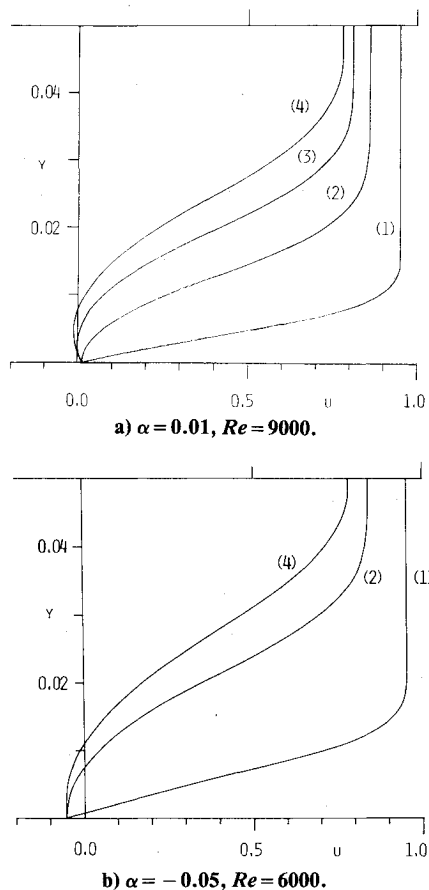 0.04
(4)
Y
(3)
(2)
0.02
(1)
0.0 0.5 u 1.0
a) α = 0.01, Re = 9000.
0.04
(4) (2) (1)
Y
0.02
0.0 0.5 u 1.0
b) α = − 0.05, Re = 6000.